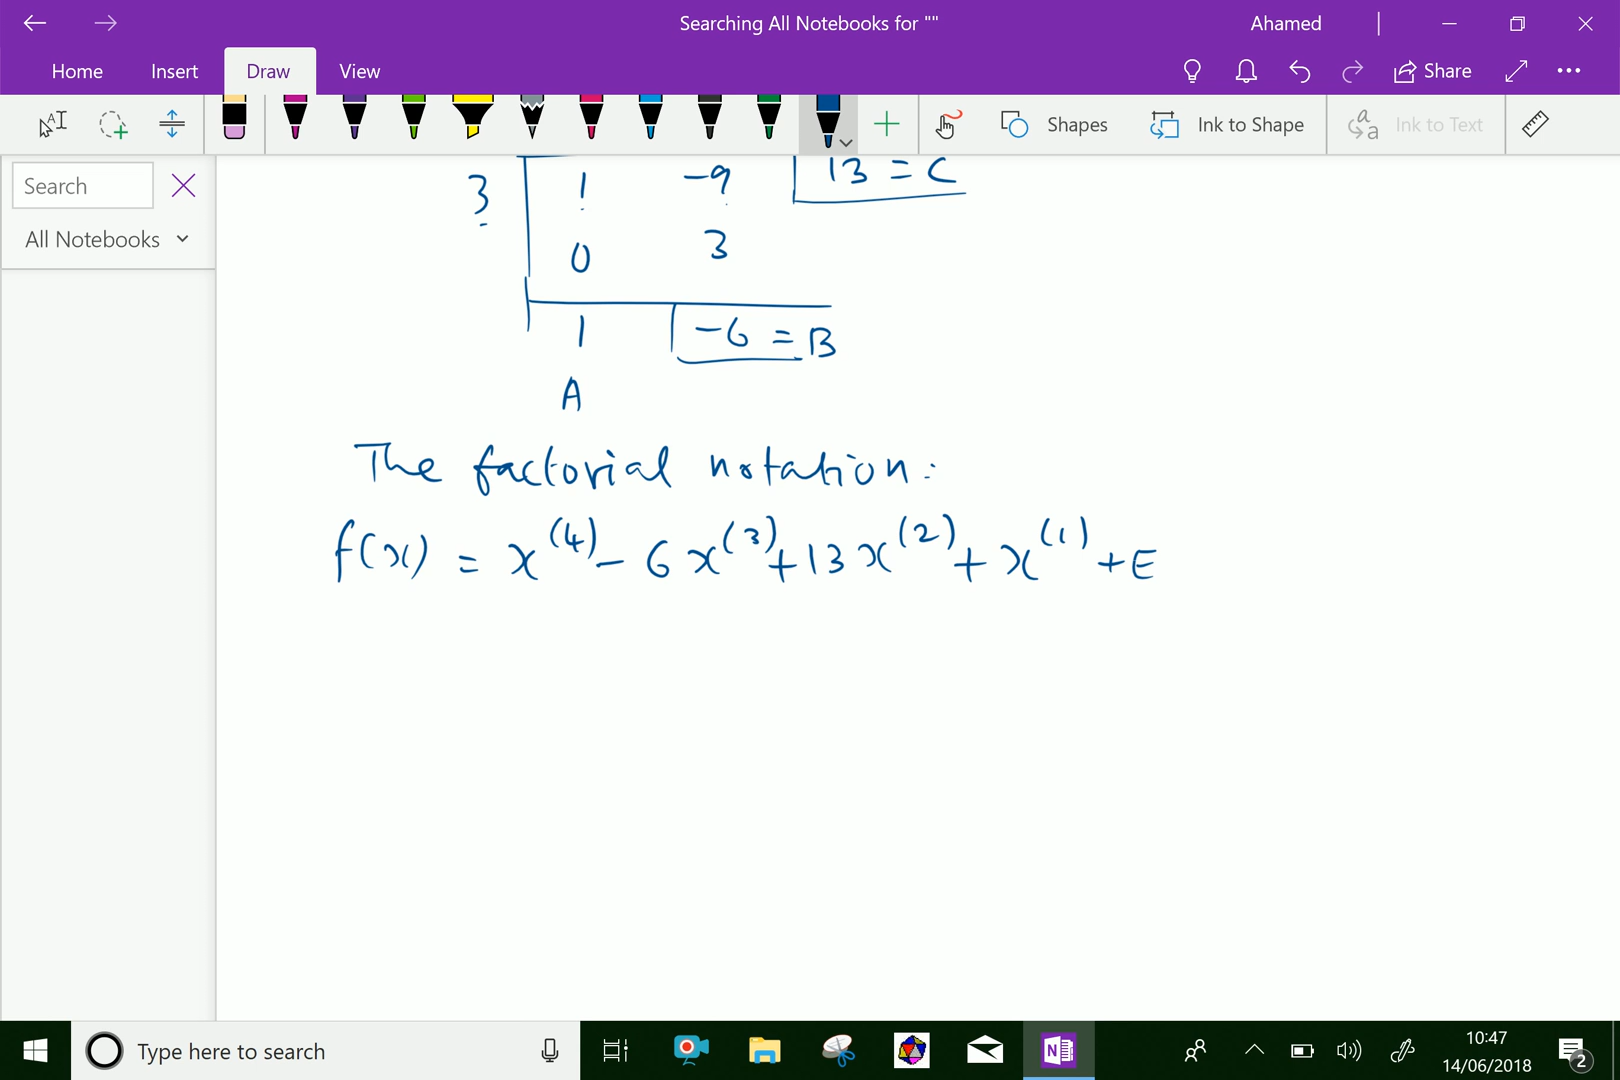 Searching All Notebooks for ""
Ahamed
Home Insert Draw View
Share
Shapes
Ink to Shape
Ink to Text
Search
All Notebooks
3 1 -9 13 = C
0 3
1 -6 = B
A
The factorial notation:
f(x) = x^(4) - 6x^(3) + 13x^(2) + x^(1) + E
Type here to search
10:47
14/06/2018
2